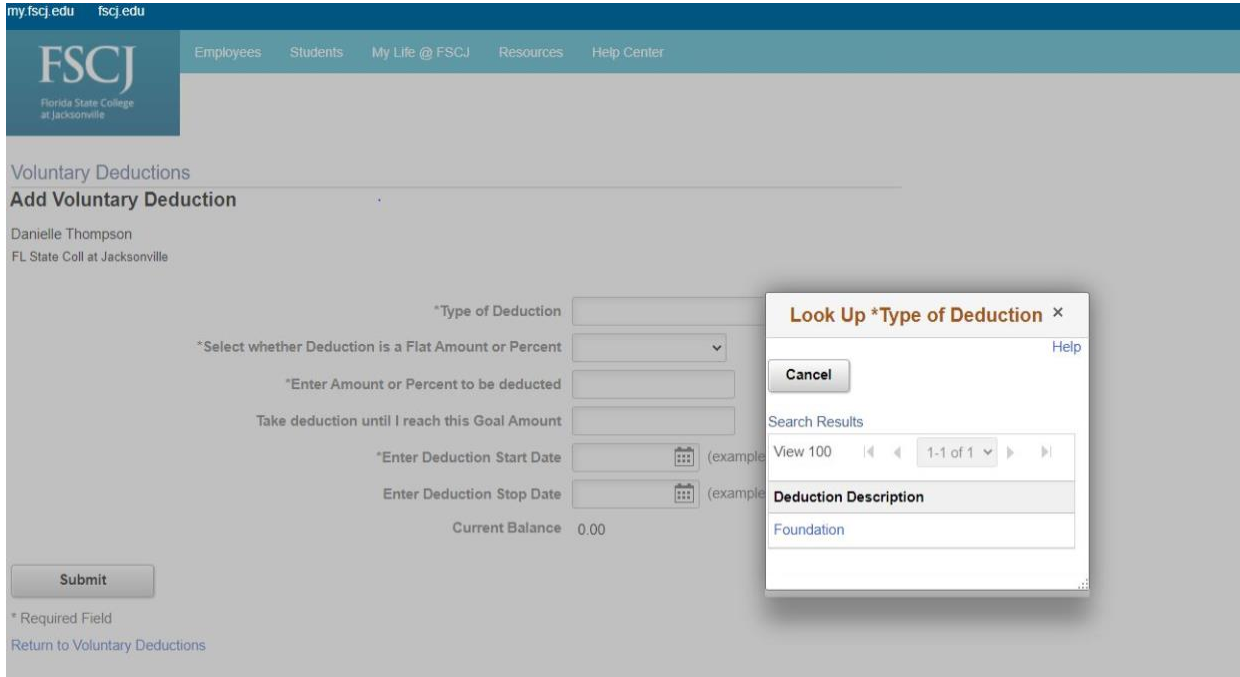 my.fscj.edu fscj.edu
FSCJ
Florida State College
at Jacksonville
Employees Students My Life @ FSCJ Resources Help Center
Voluntary Deductions
Add Voluntary Deduction
Danielle Thompson
FL State Coll at Jacksonville
*Type of Deduction
*Select whether Deduction is a Flat Amount or Percent
*Enter Amount or Percent to be deducted
Take deduction until I reach this Goal Amount
*Enter Deduction Start Date (example
Enter Deduction Stop Date (example
Current Balance 0.00
Submit
* Required Field
Return to Voluntary Deductions
Look Up *Type of Deduction ×
Help
Cancel
Search Results
View 100 1-1 of 1
Deduction Description
Foundation